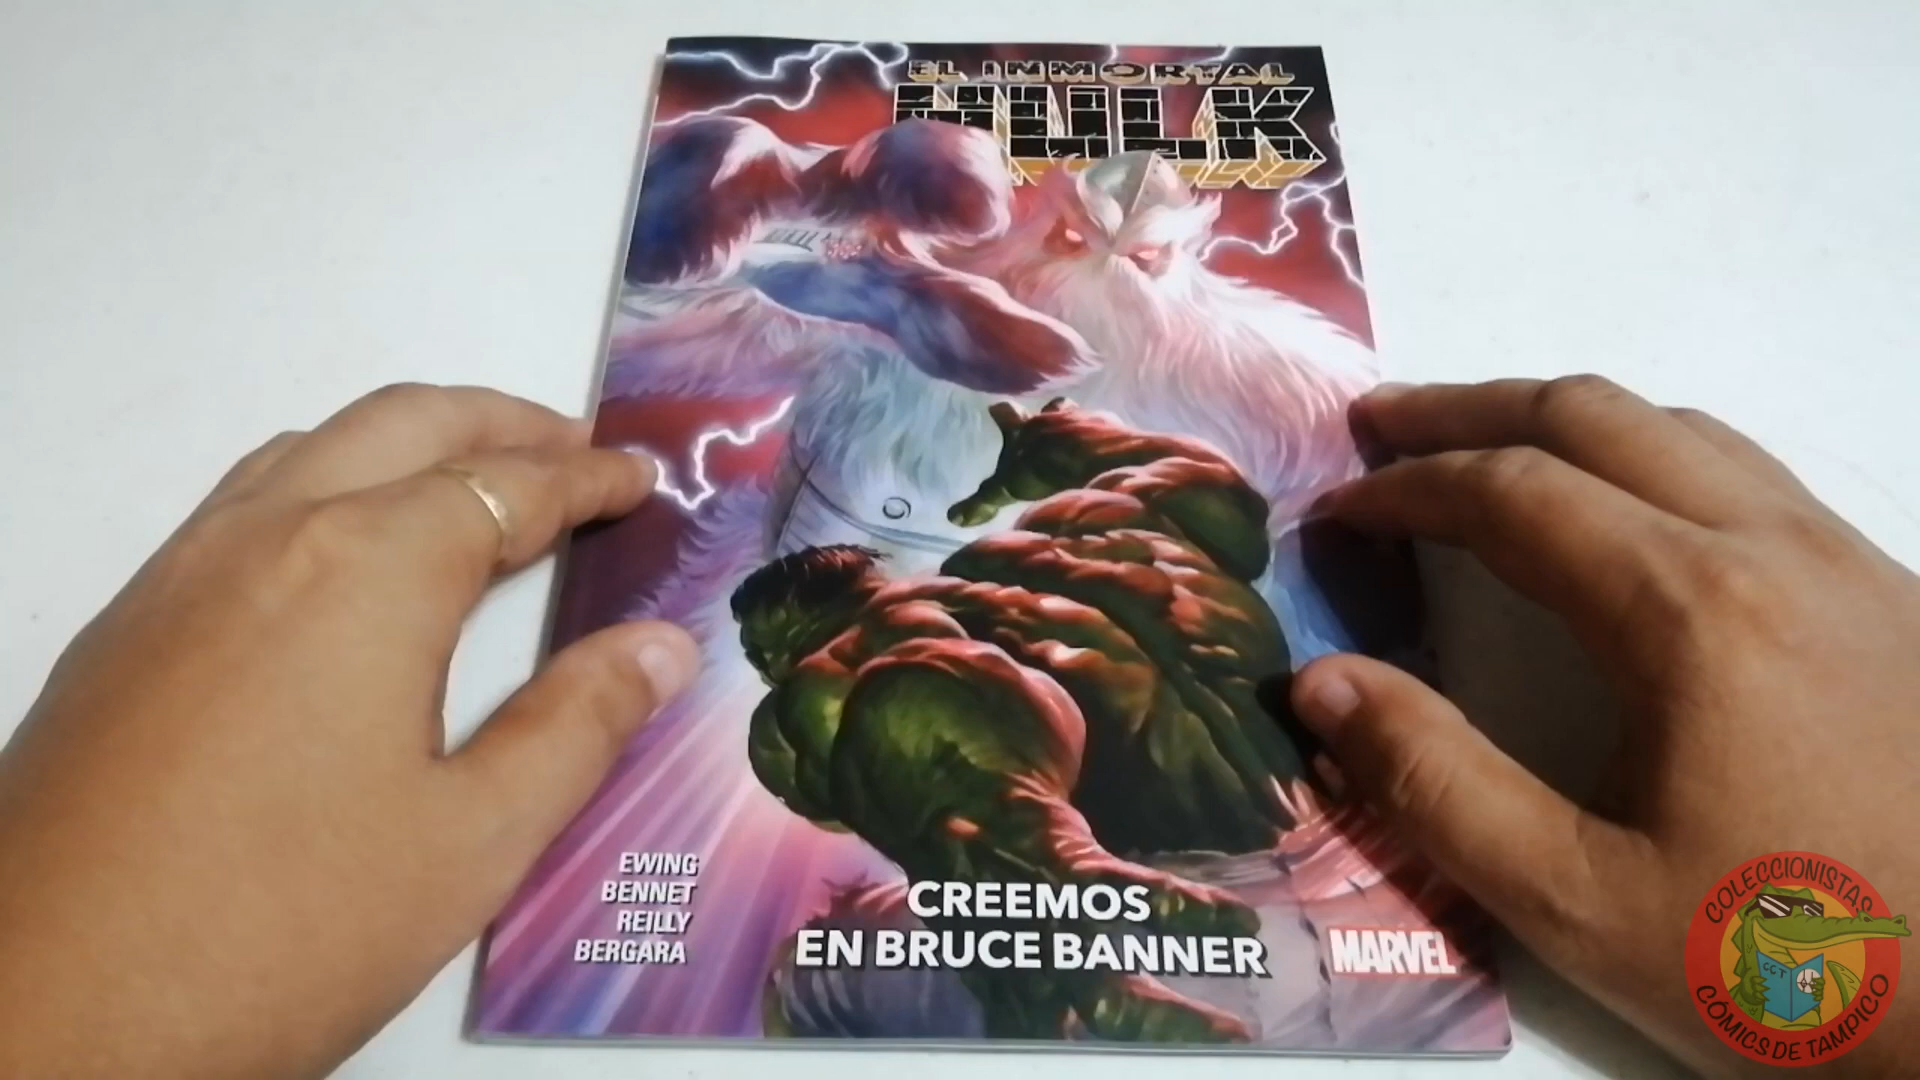 EL INMORTAL
HULK
EWING
BENNET
REILLY
BERGARA
CREEMOS
EN BRUCE BANNER
MARVEL
COLECCIONISTAS
CCT
CÓMICS DE TAMPICO